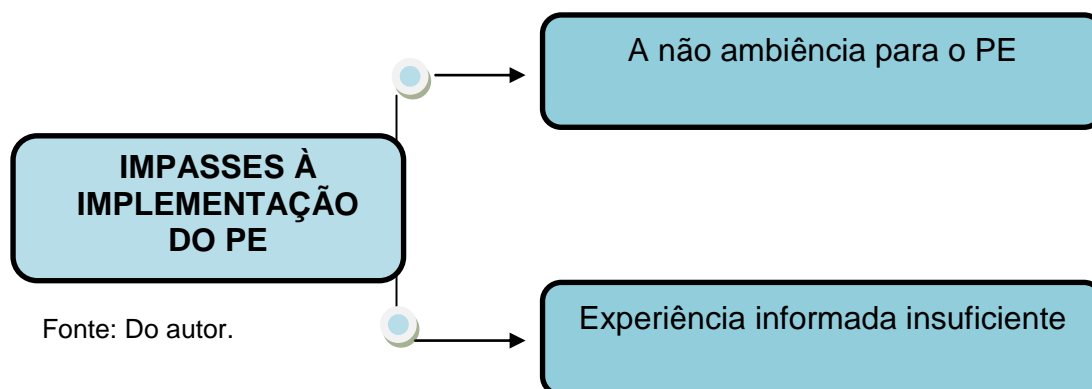 A não ambiência para o PE
IMPASSES À
IMPLEMENTAÇÃO
DO PE
Fonte: Do autor.
Experiência informada insuficiente